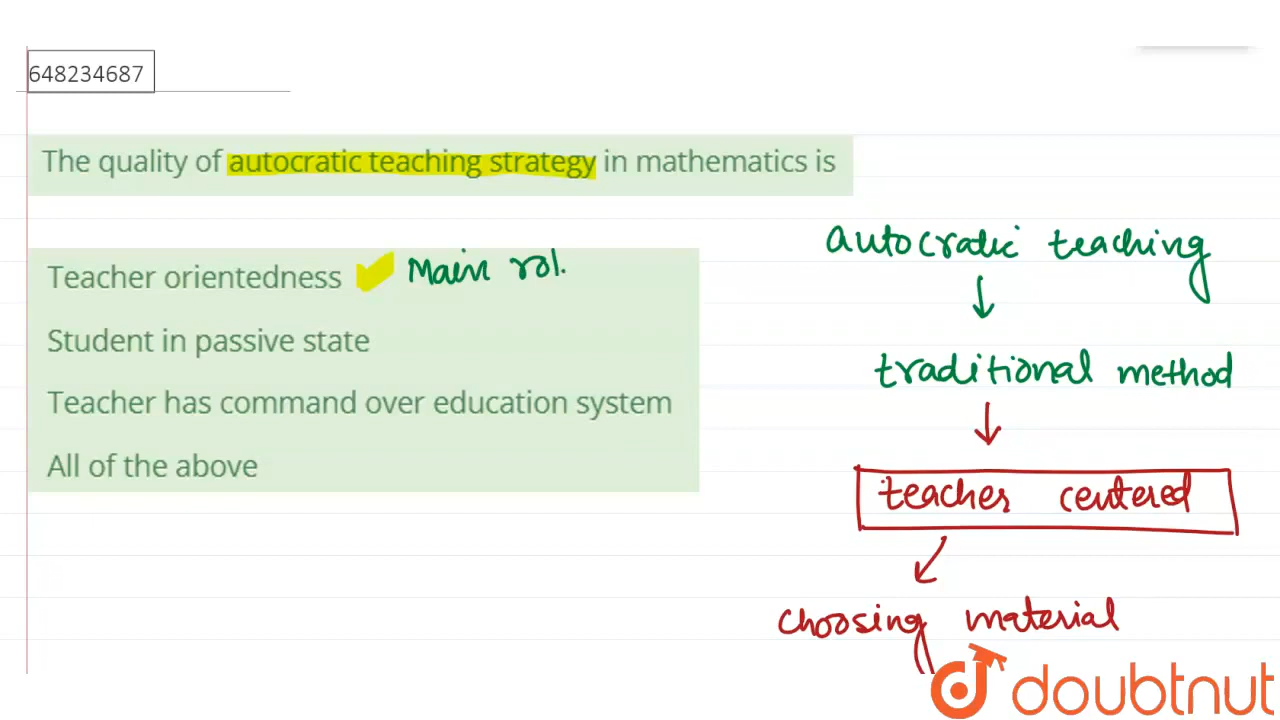 648234687
The quality of autocratic teaching strategy in mathematics is
Teacher orientedness
Main rol.
Student in passive state
Teacher has command over education system
All of the above
autocratic teaching
traditional method
teacher centered
choosing material
doubtnut